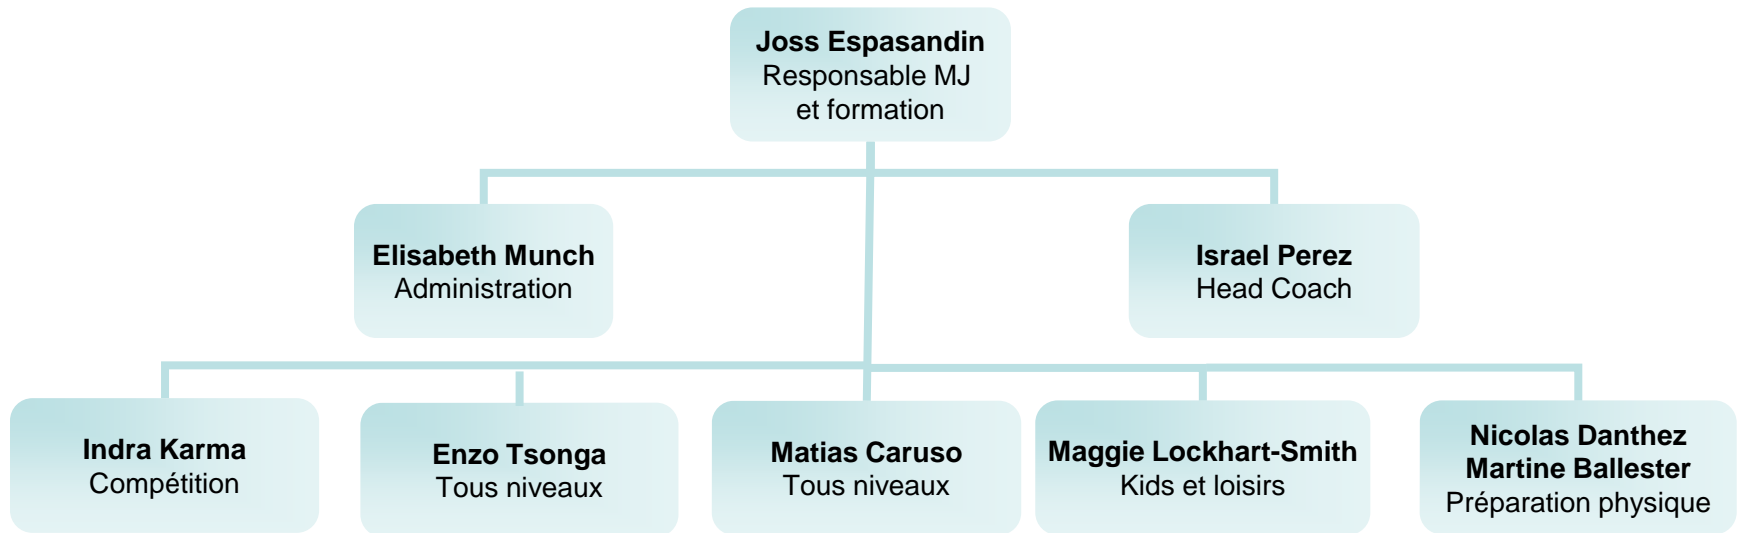 Joss Espasandin
Responsable MJ
et formation
Elisabeth Munch
Administration
Israel Perez
Head Coach
Indra Karma
Compétition
Enzo Tsonga
Tous niveaux
Matias Caruso
Tous niveaux
Maggie Lockhart-Smith
Kids et loisirs
Nicolas Danthez
Martine Ballester
Préparation physique